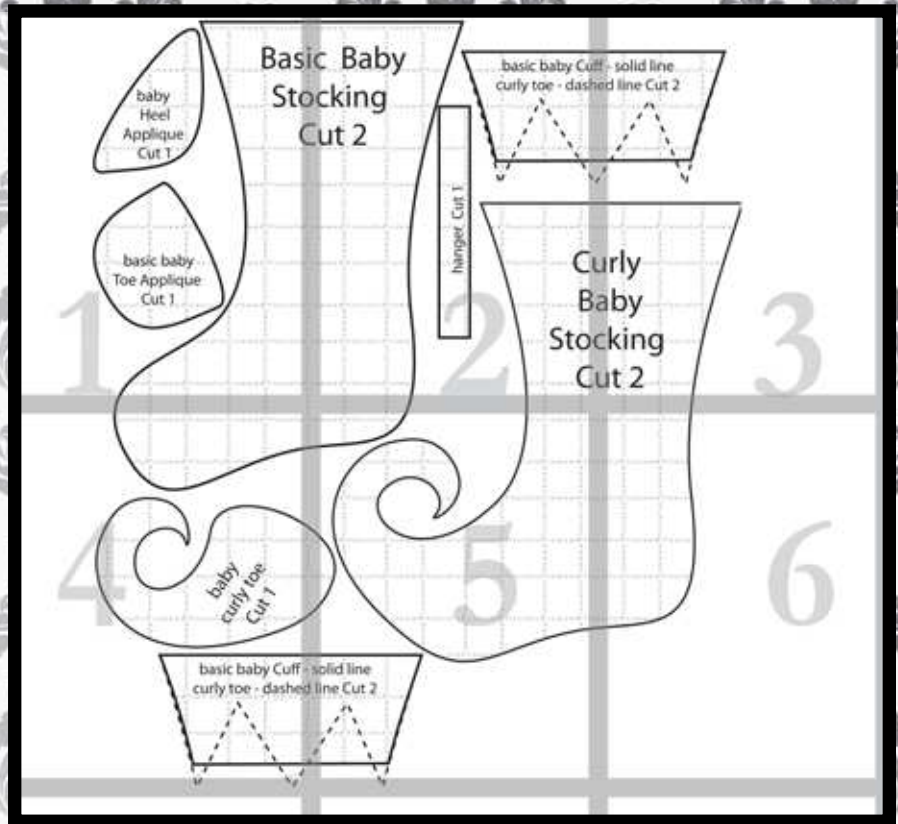 Basic Baby
Stocking
Cut 2
baby
Heel
Applique
Cut 1
basic baby
Toe Applique
Cut 1
basic baby Cuff - solid line
curly toe - dashed line Cut 2
hanger Cut 1
Curly
Baby
Stocking
Cut 2
1
2
3
4
5
6
baby
curly toe
Cut 1
basic baby Cuff - solid line
curly toe - dashed line Cut 2